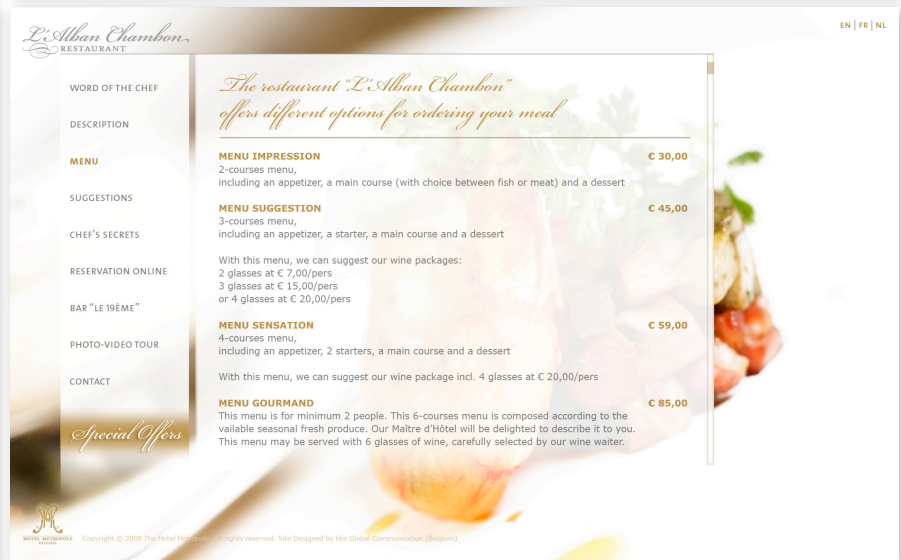 L'Alban Chambon
RESTAURANT
EN | FR | NL
WORD OF THE CHEF
DESCRIPTION
MENU
SUGGESTIONS
CHEF'S SECRETS
RESERVATION ONLINE
BAR "LE 19ÈME"
PHOTO-VIDEO TOUR
CONTACT
Special Offers
The restaurant "L'Alban Chambon"
offers different options for ordering your meal
MENU IMPRESSION € 30,00
2-courses menu,
including an appetizer, a main course (with choice between fish or meat) and a dessert
MENU SUGGESTION € 45,00
3-courses menu,
including an appetizer, a starter, a main course and a dessert
With this menu, we can suggest our wine packages:
2 glasses at € 7,00/pers
3 glasses at € 15,00/pers
or 4 glasses at € 20,00/pers
MENU SENSATION € 59,00
4-courses menu,
including an appetizer, 2 starters, a main course and a dessert
With this menu, we can suggest our wine package incl. 4 glasses at € 20,00/pers
MENU GOURMAND € 85,00
This menu is for minimum 2 people. This 6-courses menu is composed according to the
vailable seasonal fresh produce. Our Maître d'Hôtel will be delighted to describe it to you.
This menu may be served with 6 glasses of wine, carefully selected by our wine waiter.
HOTEL METROPOLE
Copyright © 2008 The Hotel rights reserved. Site Designed by bbs Global Communication (Belgium)